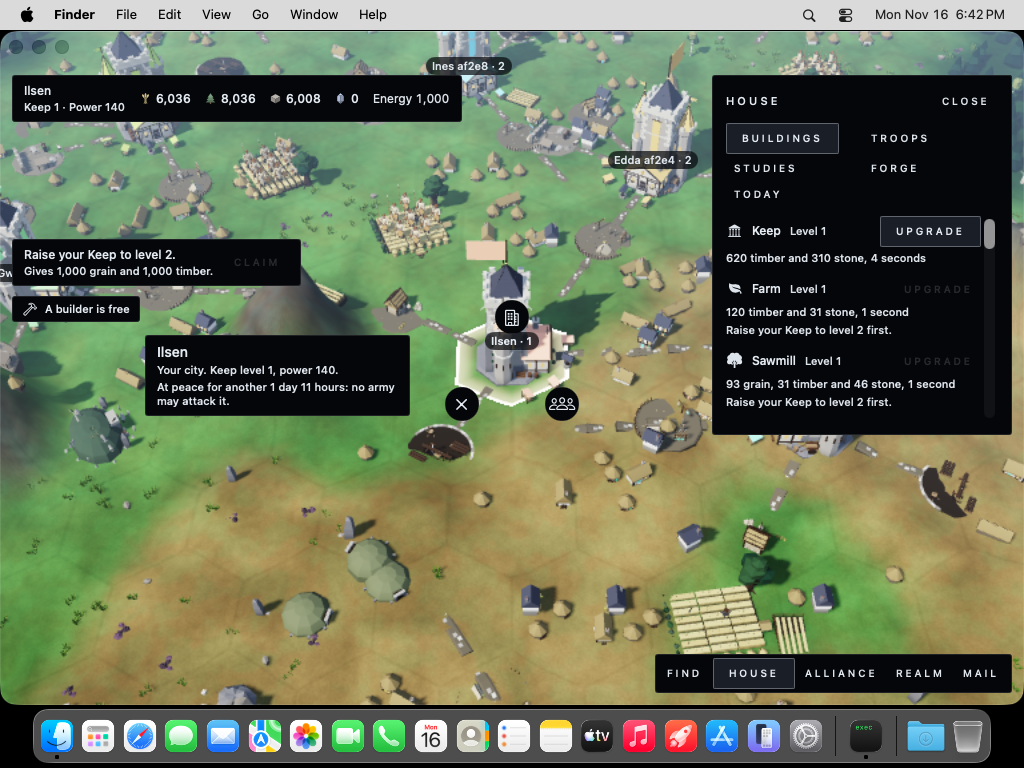 Finder File Edit View Go Window Help Mon Nov 16 6:42 PM
Ines af2e8 · 2
Ilsen
Keep 1 · Power 140
6,036 8,036 6,008 0 Energy 1,000
Edda af2e4 · 2
HOUSE CLOSE
BUILDINGS TROOPS
STUDIES FORGE
TODAY
Keep Level 1 UPGRADE
620 timber and 310 stone, 4 seconds
Farm Level 1 UPGRADE
120 timber and 31 stone, 1 second
Raise your Keep to level 2 first.
Sawmill Level 1 UPGRADE
93 grain, 31 timber and 46 stone, 1 second
Raise your Keep to level 2 first.
Raise your Keep to level 2.
Gives 1,000 grain and 1,000 timber.
CLAIM
A builder is free
Ilsen · 1
Ilsen
Your city. Keep level 1, power 140.
At peace for another 1 day 11 hours: no army
may attack it.
FIND HOUSE ALLIANCE REALM MAIL
Mon
16
tv
exec